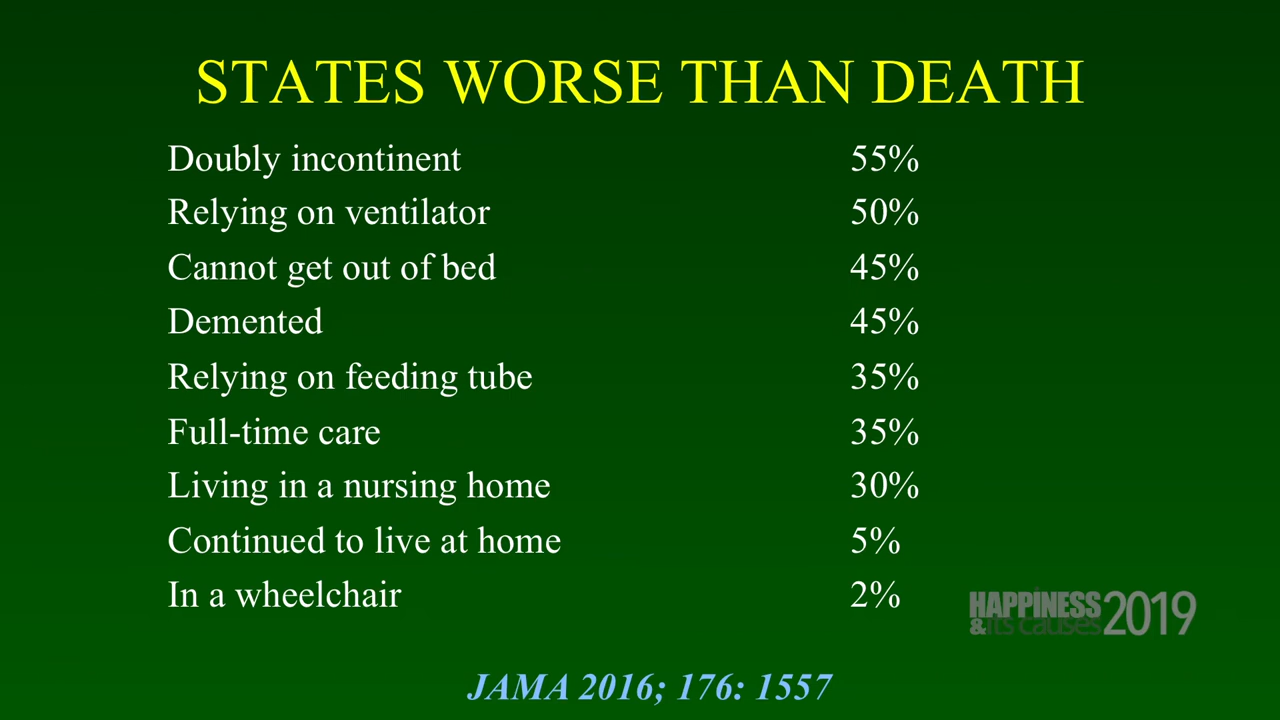 STATES WORSE THAN DEATH
Doubly incontinent 55%
Relying on ventilator 50%
Cannot get out of bed 45%
Demented 45%
Relying on feeding tube 35%
Full-time care 35%
Living in a nursing home 30%
Continued to live at home 5%
In a wheelchair 2%
HAPPINESS
&its causes 2019
JAMA 2016; 176: 1557